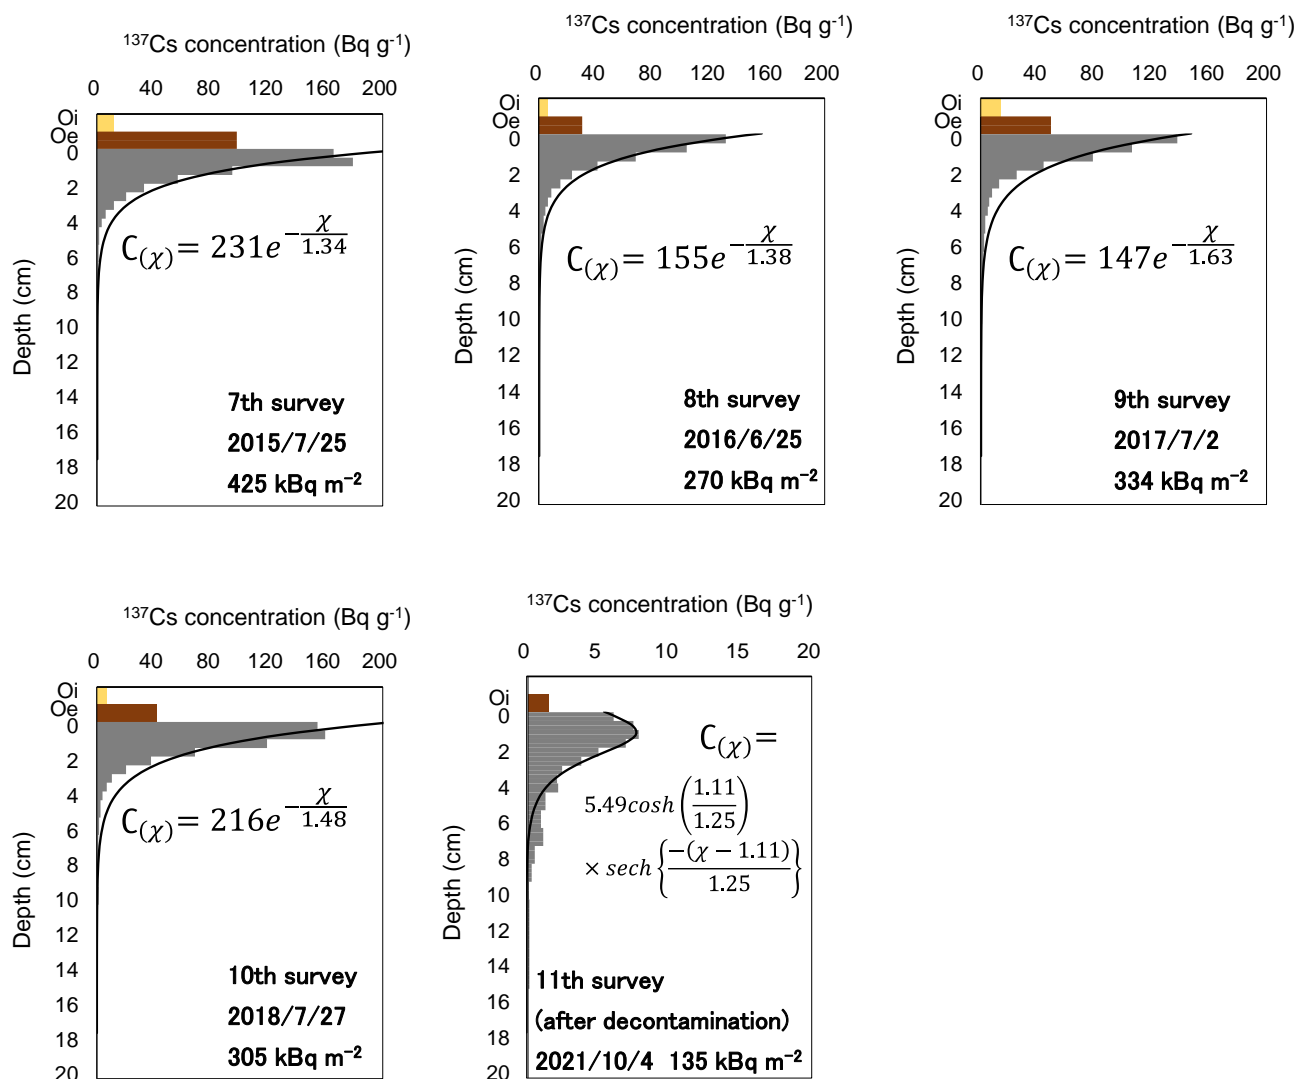 ¹³⁷Cs concentration (Bq g⁻¹)
0 40 80 120 160 200
Oi
Oe
0
2
4
6
8
10
12
14
16
18
20
Depth (cm)
C(χ) = 231e^(-χ/1.34)
7th survey
2015/7/25
425 kBq m⁻²
¹³⁷Cs concentration (Bq g⁻¹)
0 40 80 120 160 200
Oi
Oe
0
2
4
6
8
10
12
14
16
18
20
Depth (cm)
C(χ) = 155e^(-χ/1.38)
8th survey
2016/6/25
270 kBq m⁻²
¹³⁷Cs concentration (Bq g⁻¹)
0 40 80 120 160 200
Oi
Oe
0
2
4
6
8
10
12
14
16
18
20
Depth (cm)
C(χ) = 147e^(-χ/1.63)
9th survey
2017/7/2
334 kBq m⁻²
¹³⁷Cs concentration (Bq g⁻¹)
0 40 80 120 160 200
Oi
Oe
0
2
4
6
8
10
12
14
16
18
20
Depth (cm)
C(χ) = 216e^(-χ/1.48)
10th survey
2018/7/27
305 kBq m⁻²
¹³⁷Cs concentration (Bq g⁻¹)
0 5 10 15 20
Oi
0
2
4
6
8
10
12
14
16
18
20
Depth (cm)
C(χ) =
5.49cosh(1.11/1.25)
× sech{-(χ − 1.11)/1.25}
11th survey
(after decontamination)
2021/10/4 135 kBq m⁻²